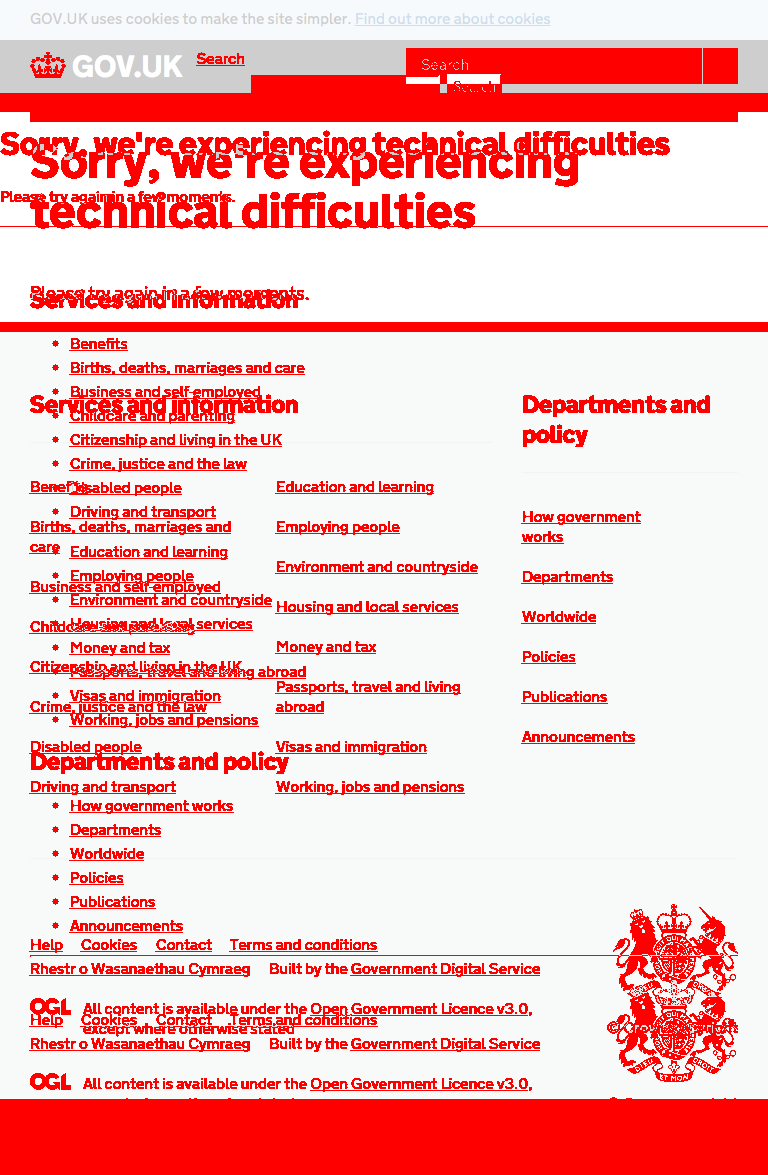 GOV.UK uses cookies to make the site simpler. Find out more about cookies
GOV.UK
Search
Search
Search
Sorry, we're experiencing technical difficulties
Sorry, we're experiencing
technical difficulties
Please try again in a few moments.
Please try again in a few moments.
Services and information
Benefits
Births, deaths, marriages and care
Business and self-employed
Childcare and parenting
Citizenship and living in the UK
Crime, justice and the law
Disabled people
Driving and transport
Education and learning
Employing people
Environment and countryside
Housing and local services
Money and tax
Passports, travel and living abroad
Visas and immigration
Working, jobs and pensions
Departments and policy
How government works
Departments
Worldwide
Policies
Publications
Announcements
Services and information
Benefits
Births, deaths, marriages and
care
Business and self-employed
Childcare and parenting
Citizenship and living in the UK
Crime, justice and the law
Disabled people
Driving and transport
Education and learning
Employing people
Environment and countryside
Housing and local services
Money and tax
Passports, travel and living
abroad
Visas and immigration
Working, jobs and pensions
Departments and
policy
How government
works
Departments
Worldwide
Policies
Publications
Announcements
Help Cookies Contact Terms and conditions
Rhestr o Wasanaethau Cymraeg Built by the Government Digital Service
OGL All content is available under the Open Government Licence v3.0,
except where otherwise stated
Help Cookies Contact Terms and conditions
Rhestr o Wasanaethau Cymraeg Built by the Government Digital Service
OGL All content is available under the Open Government Licence v3.0,